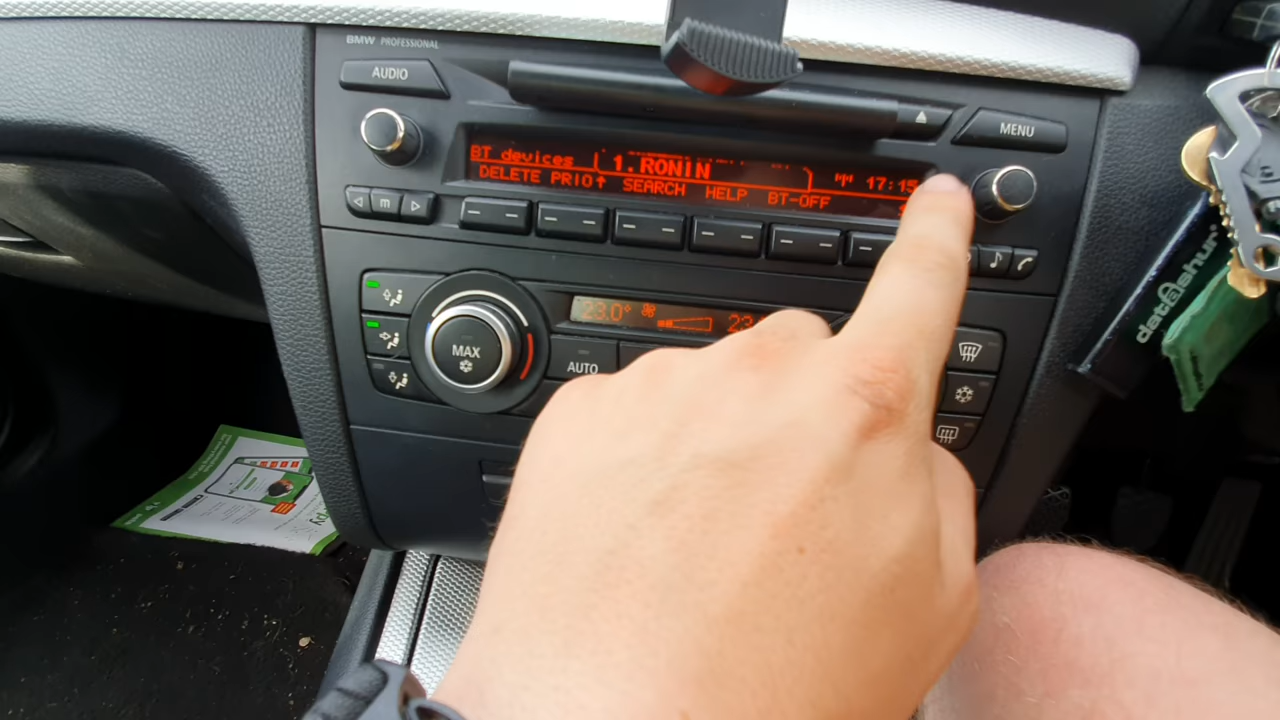 BMW PROFESSIONAL
AUDIO
MENU
BT devices 1.RONIN 17:15
DELETE PRIO↑ SEARCH HELP BT-OFF
m
23.0°
MAX
AUTO
datAshur